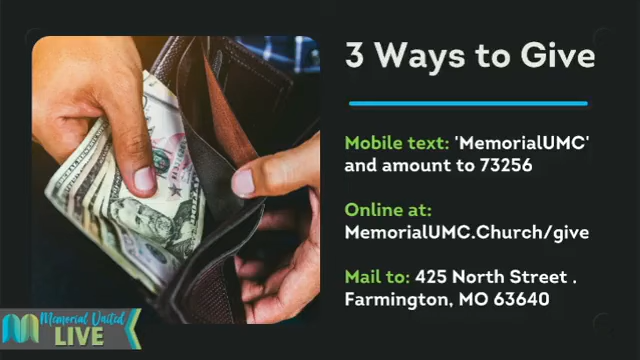 3 Ways to Give
Mobile text: 'MemorialUMC'
and amount to 73256
Online at:
MemorialUMC.Church/give
Mail to: 425 North Street .
Farmington, MO 63640
Memorial United
LIVE